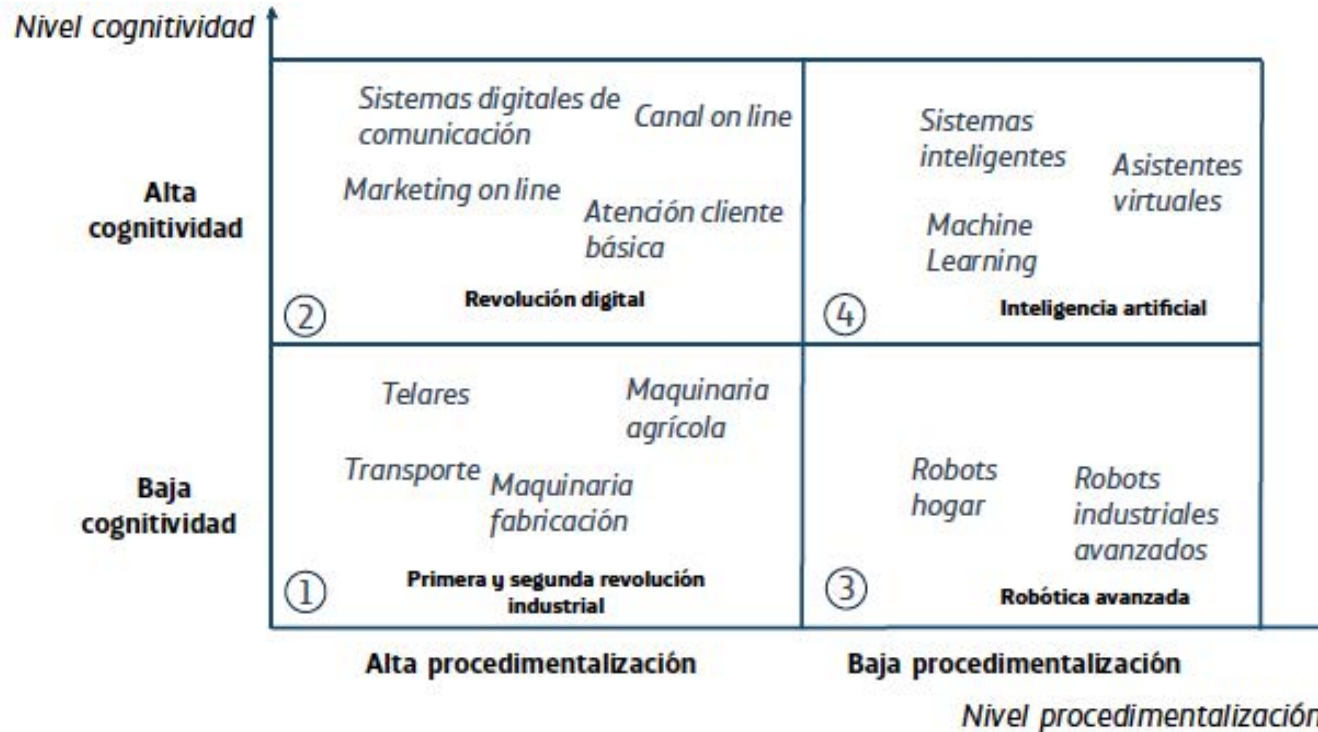 Nivel cognitividad
Alta
cognitividad
Sistemas digitales de
comunicación
Canal on line
Marketing on line
Atención cliente
básica
Revolución digital
②
Sistemas
inteligentes
Asistentes
virtuales
Machine
Learning
Inteligencia artificial
④
Baja
cognitividad
Telares
Maquinaria
agrícola
Transporte
Maquinaria
fabricación
Primera y segunda revolución
industrial
①
Robots
hogar
Robots
industriales
avanzados
Robótica avanzada
③
Alta procedimentalización
Baja procedimentalización
Nivel procedimentalización